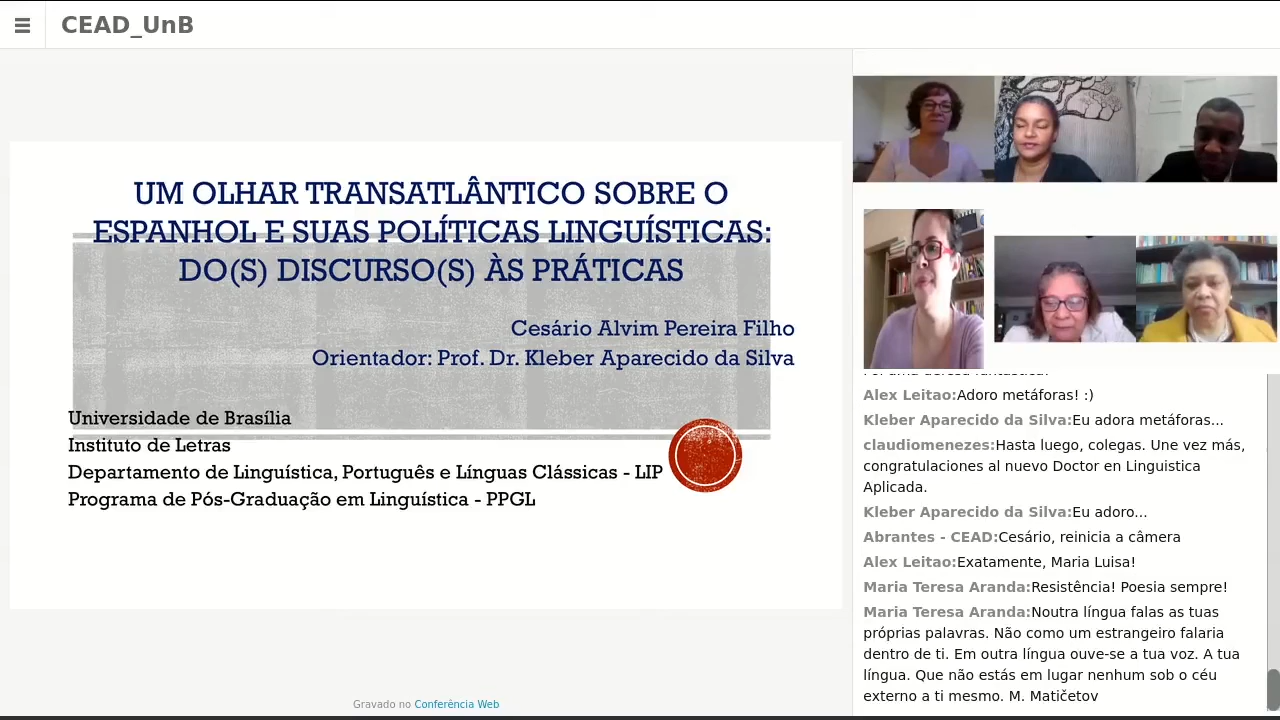 CEAD_UnB
UM OLHAR TRANSATLÂNTICO SOBRE O
ESPANHOL E SUAS POLÍTICAS LINGUÍSTICAS:
DO(S) DISCURSO(S) ÀS PRÁTICAS
Cesário Alvim Pereira Filho
Orientador: Prof. Dr. Kleber Aparecido da Silva
Universidade de Brasília
Instituto de Letras
Departamento de Linguística, Português e Línguas Clássicas - LIP
Programa de Pós-Graduação em Linguística - PPGL
Gravado no Conferência Web
Alex Leitao:Adoro metáforas! :)
Kleber Aparecido da Silva:Eu adora metáforas...
claudiomenezes:Hasta luego, colegas. Une vez más,
congratulaciones al nuevo Doctor en Linguistica
Aplicada.
Kleber Aparecido da Silva:Eu adoro...
Abrantes - CEAD:Cesário, reinicia a câmera
Alex Leitao:Exatamente, Maria Luisa!
Maria Teresa Aranda:Resistência! Poesia sempre!
Maria Teresa Aranda:Noutra língua falas as tuas
próprias palavras. Não como um estrangeiro falaria
dentro de ti. Em outra língua ouve-se a tua voz. A tua
língua. Que não estás em lugar nenhum sob o céu
externo a ti mesmo. M. Matičetov